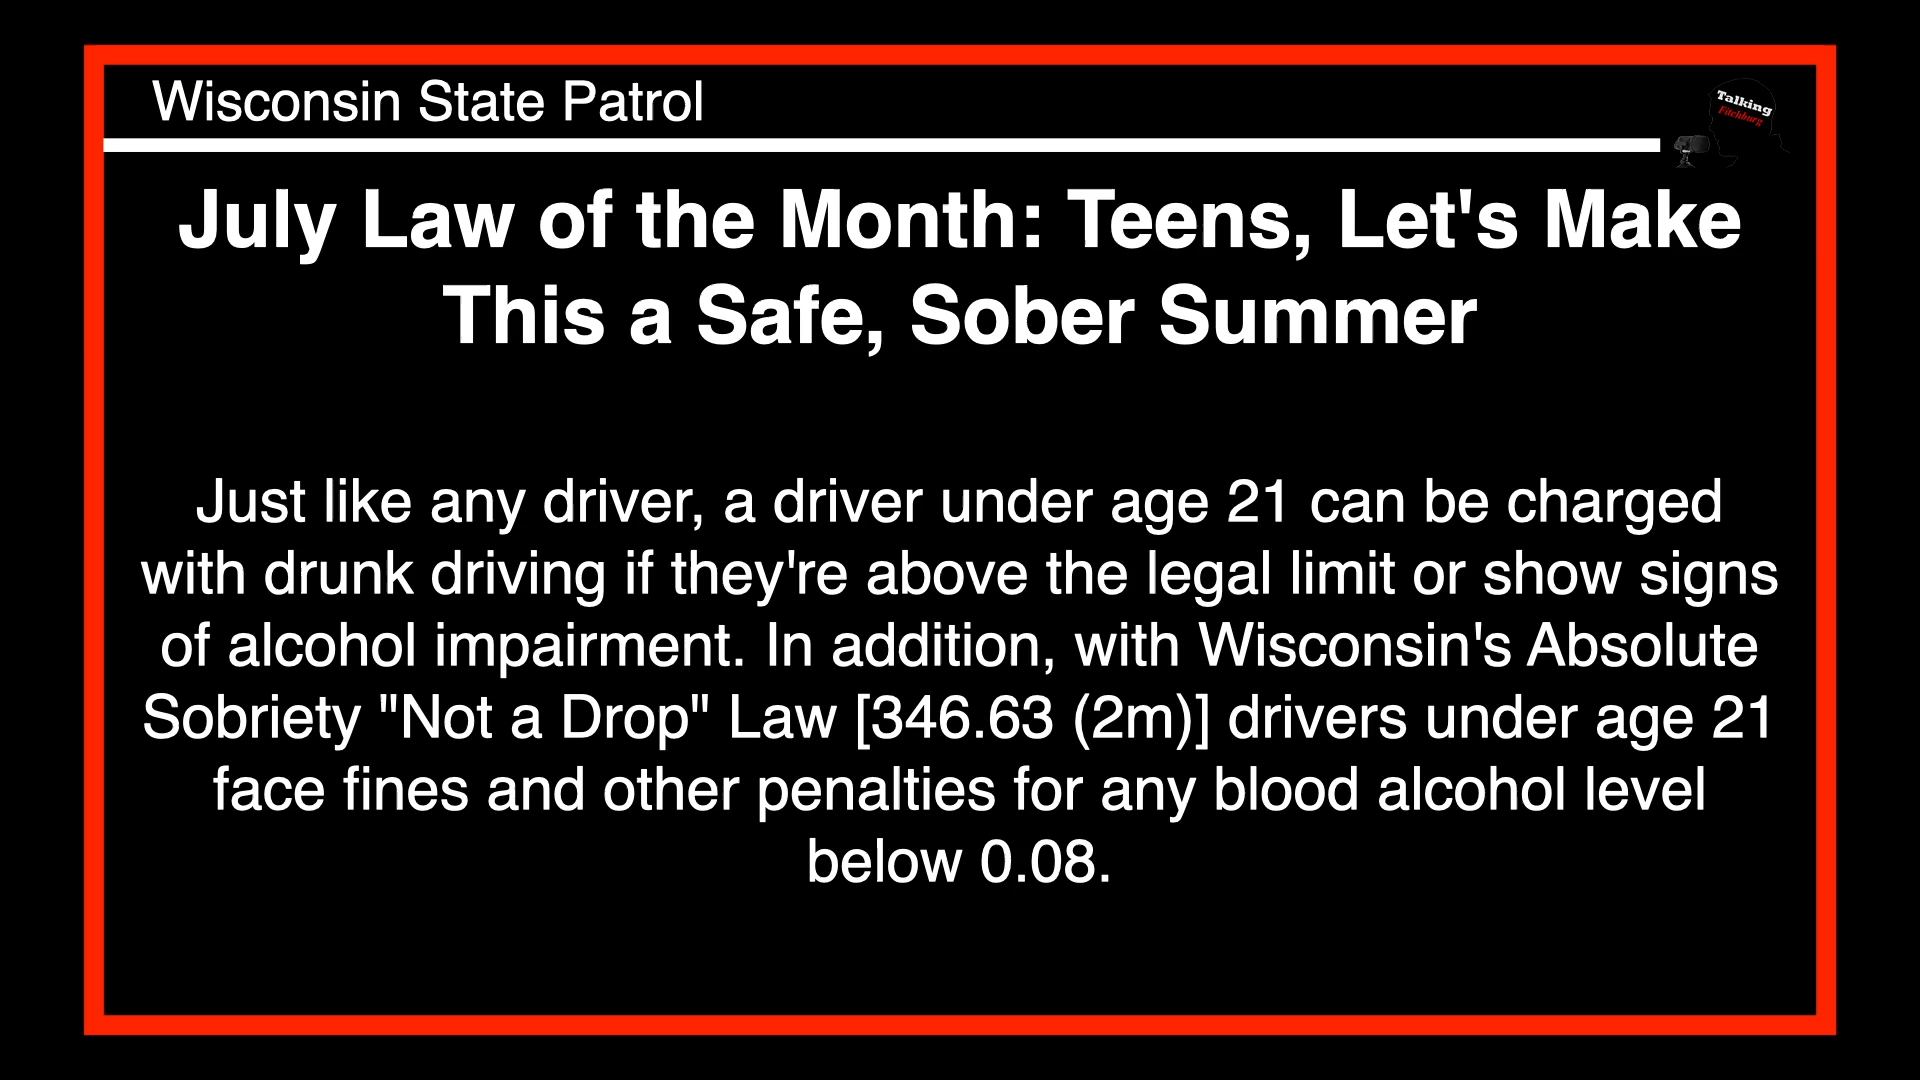 Wisconsin State Patrol
Talking
Fitchburg
July Law of the Month: Teens, Let's Make
This a Safe, Sober Summer
Just like any driver, a driver under age 21 can be charged
with drunk driving if they're above the legal limit or show signs
of alcohol impairment. In addition, with Wisconsin's Absolute
Sobriety "Not a Drop" Law [346.63 (2m)] drivers under age 21
face fines and other penalties for any blood alcohol level
below 0.08.